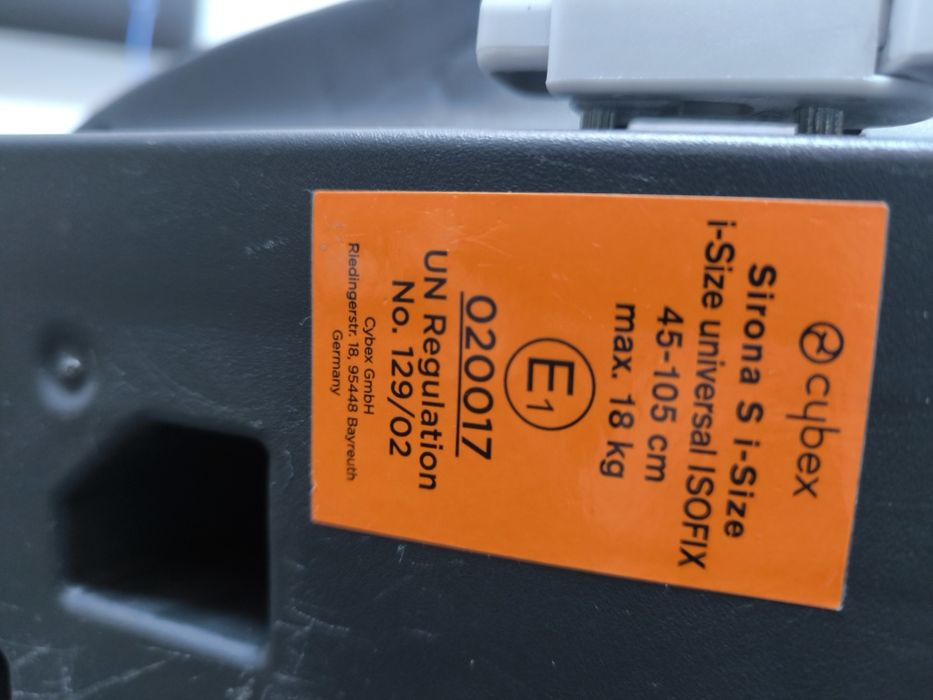 cybex
Sirona S i-Size
i-Size universal ISOFIX
45-105 cm
max. 18 kg
E1
020017
UN Regulation
No. 129/02
Cybex GmbH
Riedingerstr. 18, 95448 Bayreuth
Germany